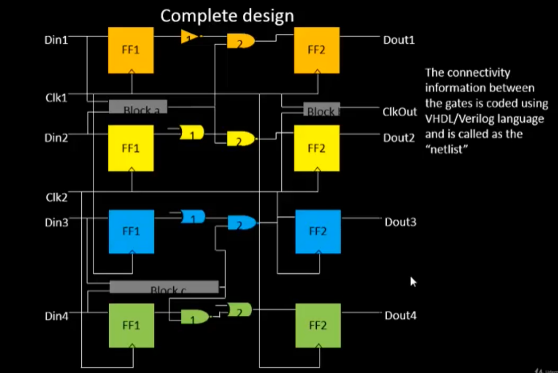 Complete design
Din1
FF1
1
2
FF2
Dout1
The connectivity
information between
the gates is coded using
VHDL/Verilog language
and is called as the
“netlist”
Clk1
Block a
Block
ClkOut
Din2
FF1
1
2
FF2
Dout2
Clk2
Din3
FF1
1
2
FF2
Dout3
Block c
Din4
FF1
1
2
FF2
Dout4